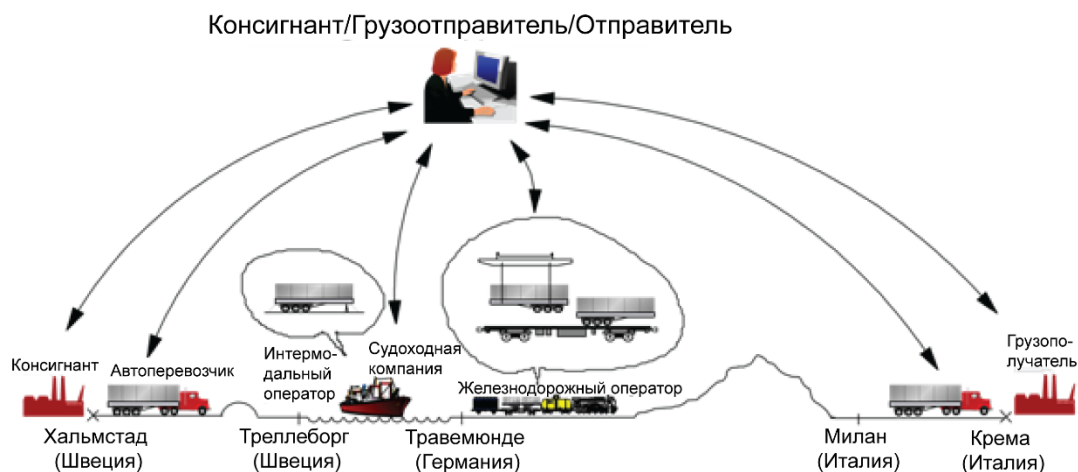 Консигнант/Грузоотправитель/Отправитель
Консигнант
Автоперевозчик
Интермо-
дальный
оператор
Судоходная
компания
Железнодорожный оператор
Грузопо-
лучатель
Хальмстад
(Швеция)
Треллеборг
(Швеция)
Травемюнде
(Германия)
Милан
(Италия)
Крема
(Италия)